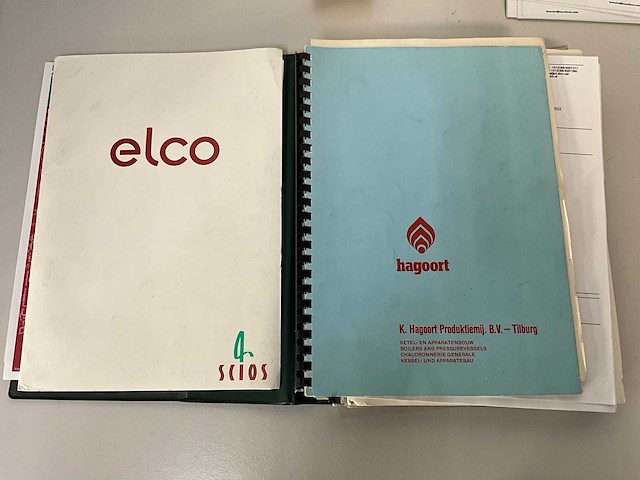 elco
SCIOS
hagoort
K. Hagoort Produktiemij. B.V. — Tilburg
KETEL- EN APPARATENBOUW
BOILERS AND PRESSUREVESSELS
CHAUDRONNERIE GENERALE
KESSEL- UND APPARATEBAU